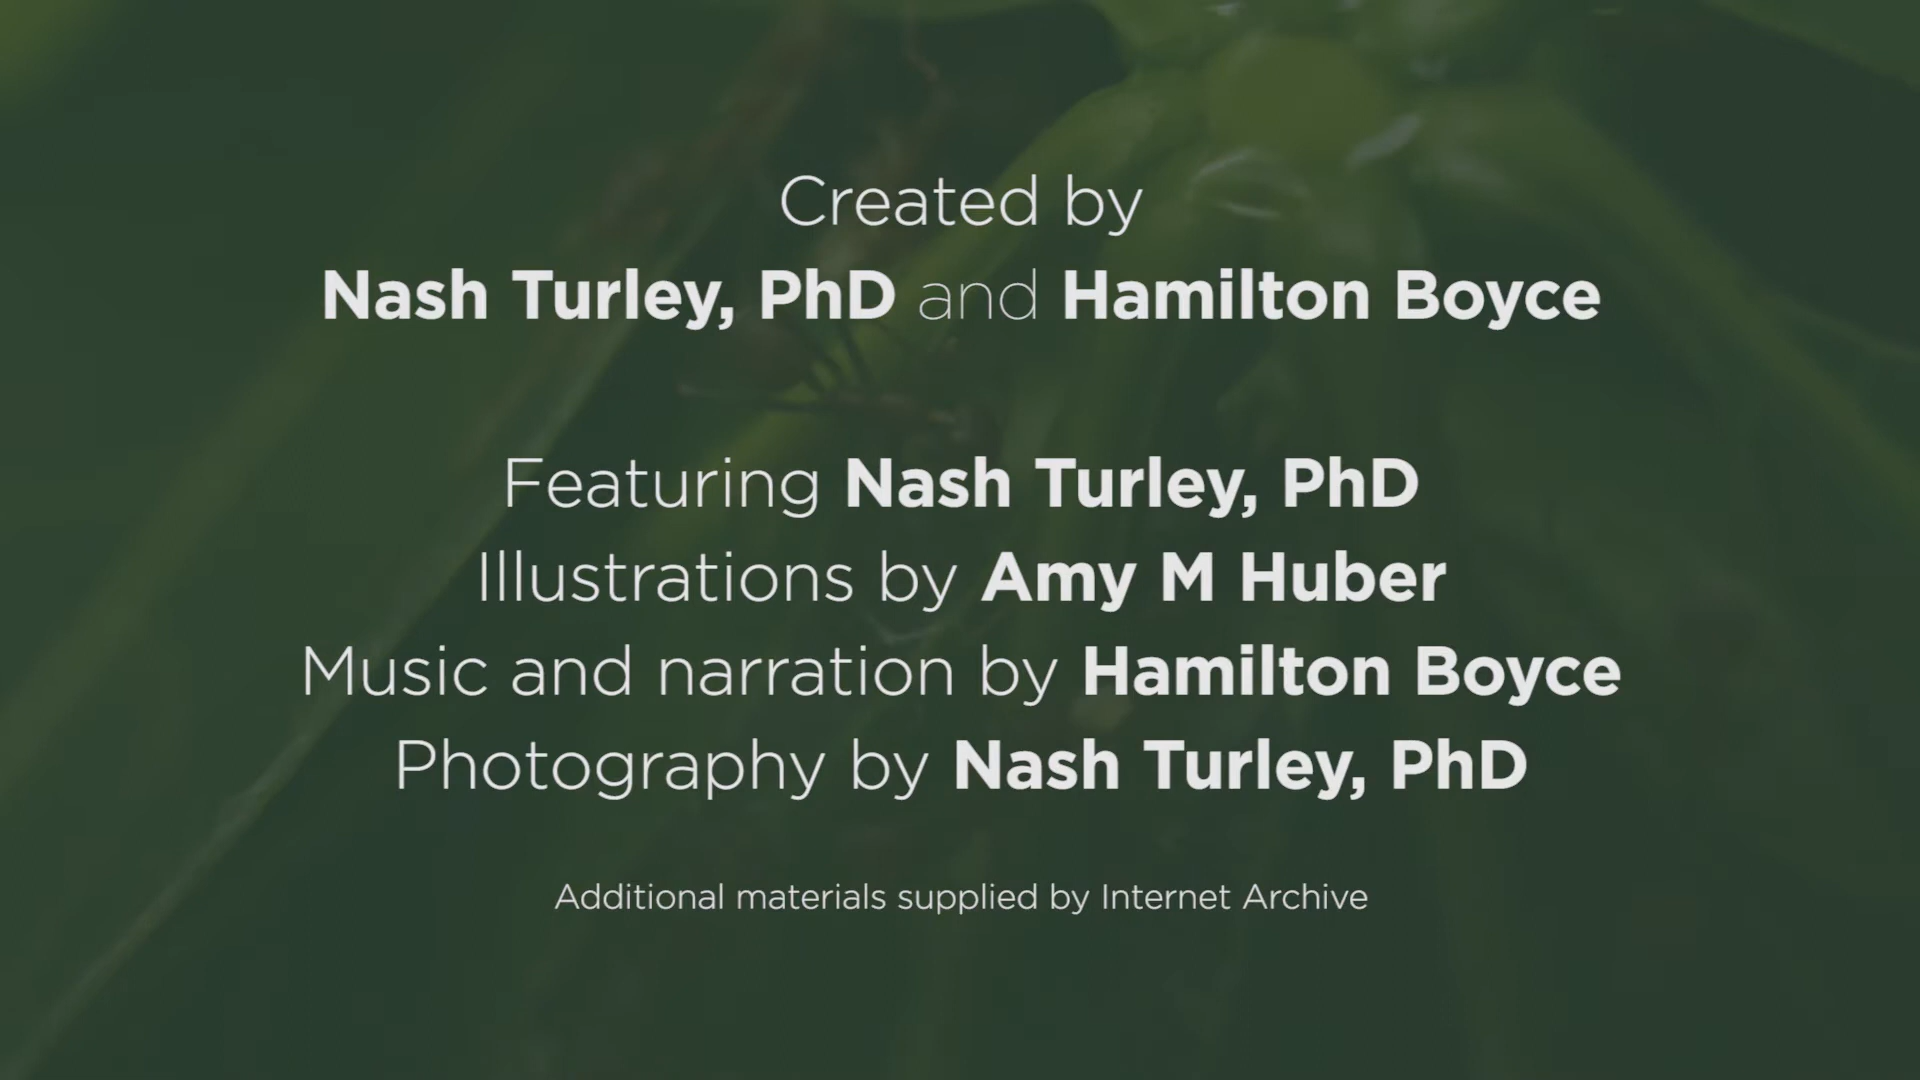 Created by
Nash Turley, PhD and Hamilton Boyce
Featuring Nash Turley, PhD
Illustrations by Amy M Huber
Music and narration by Hamilton Boyce
Photography by Nash Turley, PhD
Additional materials supplied by Internet Archive